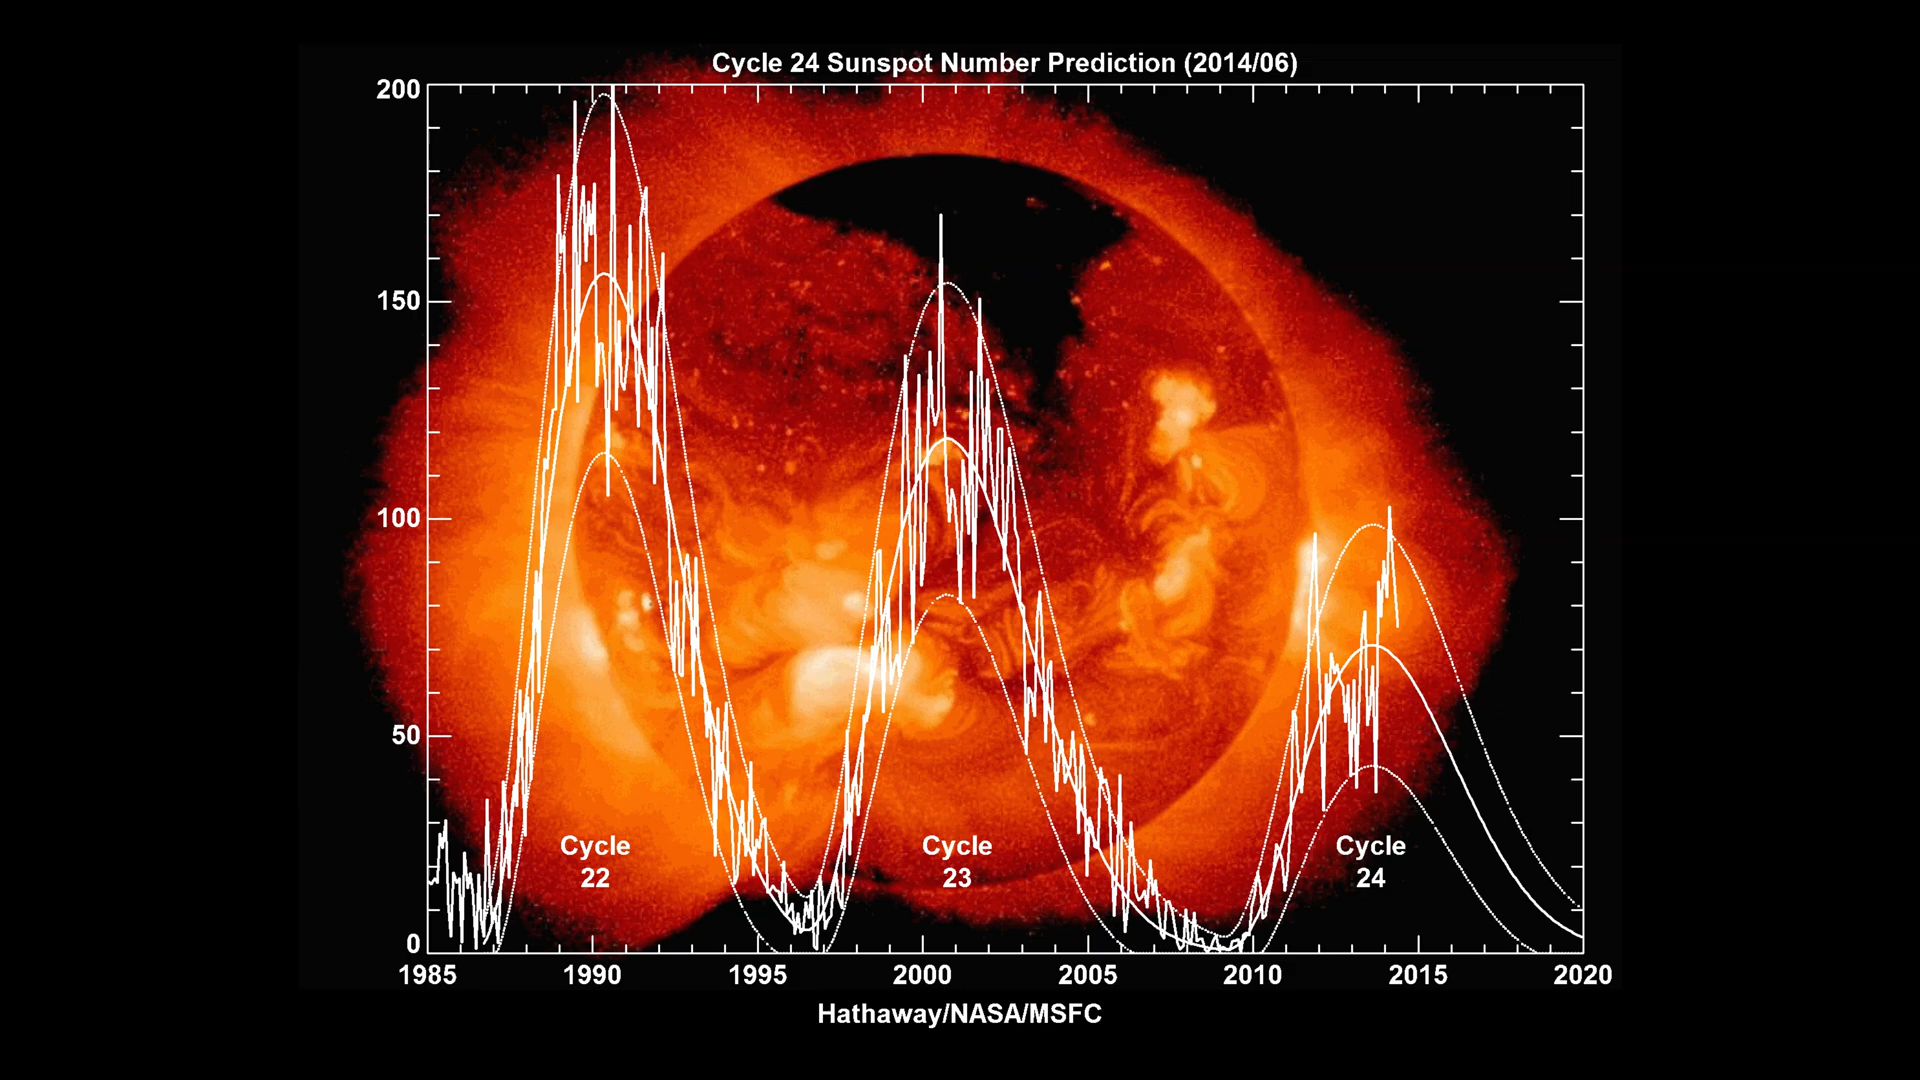 Cycle 24 Sunspot Number Prediction (2014/06)
200
150
100
50
0
Cycle
22
Cycle
23
Cycle
24
1985 1990 1995 2000 2005 2010 2015 2020
Hathaway/NASA/MSFC